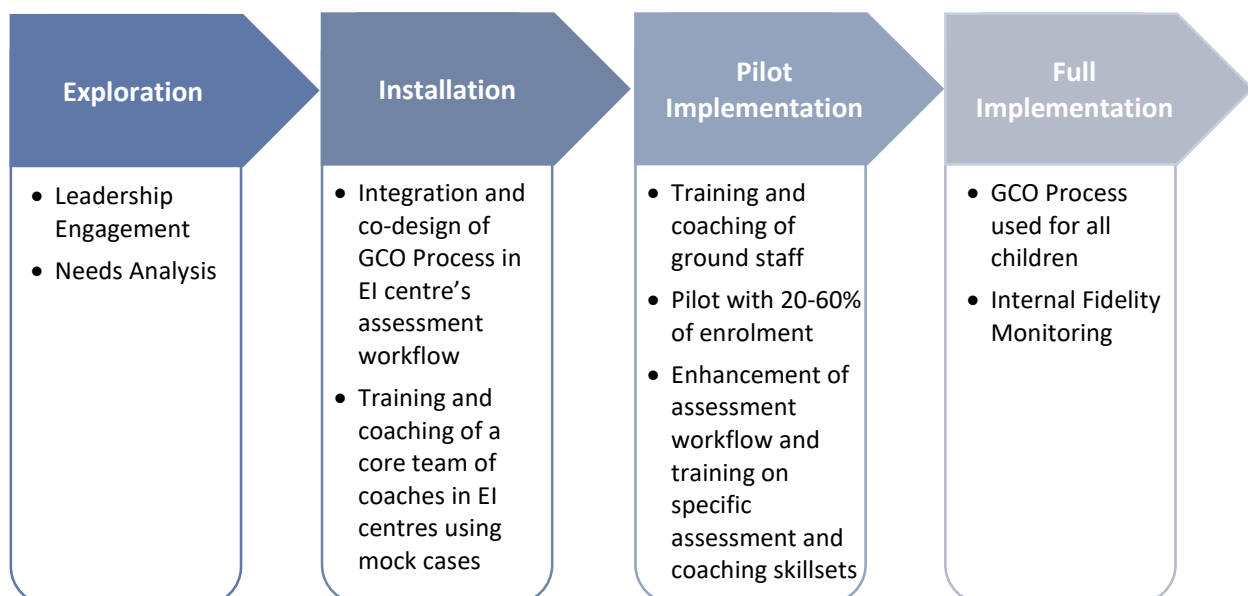 Exploration
• Leadership
Engagement
• Needs Analysis
Installation
• Integration and
co-design of
GCO Process in
EI centre’s
assessment
workflow
• Training and
coaching of a
core team of
coaches in EI
centres using
mock cases
Pilot
Implementation
• Training and
coaching of
ground staff
• Pilot with 20-60%
of enrolment
• Enhancement of
assessment
workflow and
training on
specific
assessment and
coaching skillsets
Full
Implementation
• GCO Process
used for all
children
• Internal Fidelity
Monitoring